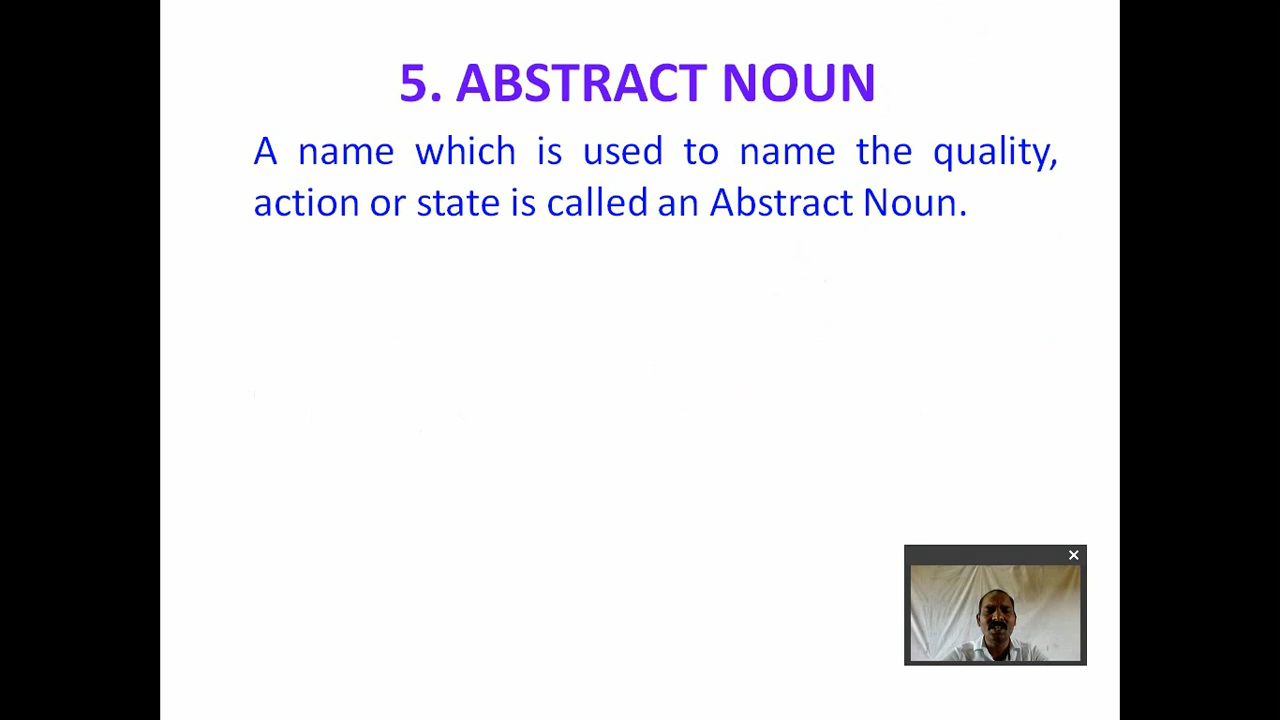 5. ABSTRACT NOUN
A name which is used to name the quality,
action or state is called an Abstract Noun.